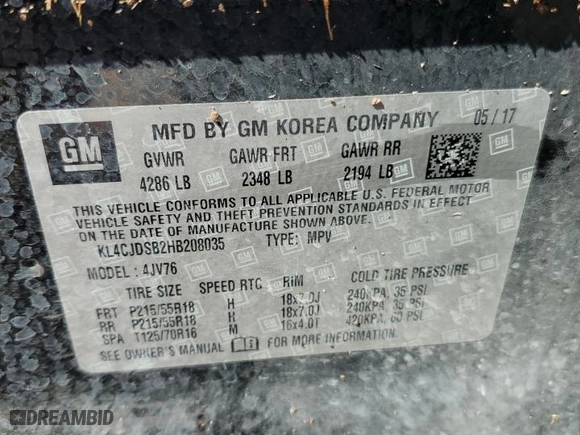 GM
MFD BY GM KOREA COMPANY 05/17
GVWR GAWR FRT GAWR RR
4286 LB 2348 LB 2194 LB
THIS VEHICLE CONFORMS TO ALL APPLICABLE U.S. FEDERAL MOTOR
VEHICLE SAFETY AND THEFT PREVENTION STANDARDS IN EFFECT ON
THE DATE OF MANUFACTURE SHOWN ABOVE.
KL4CJDSB2HB208035 TYPE: MPV
MODEL: 4JV76
TIRE SIZE SPEED RTG RIM COLD TIRE PRESSURE
FRT P215/55R18 H 18x7.0J 240KPA, 35 PSI
RR P215/55R18 H 18x7.0J 240KPA, 35 PSI
SPA T125/70R16 M 16x4.0T 420KPA, 60 PSI
SEE OWNER'S MANUAL FOR MORE INFORMATION.
DREAMBID